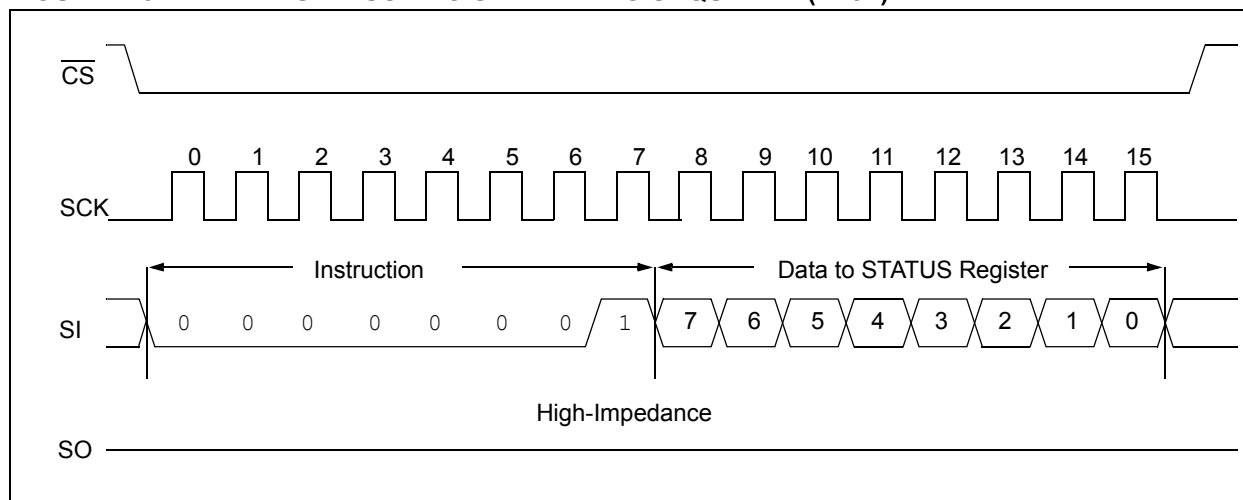 CS
0 1 2 3 4 5 6 7 8 9 10 11 12 13 14 15
SCK
Instruction Data to STATUS Register
SI 0 0 0 0 0 0 0 1 7 6 5 4 3 2 1 0
High-Impedance
SO